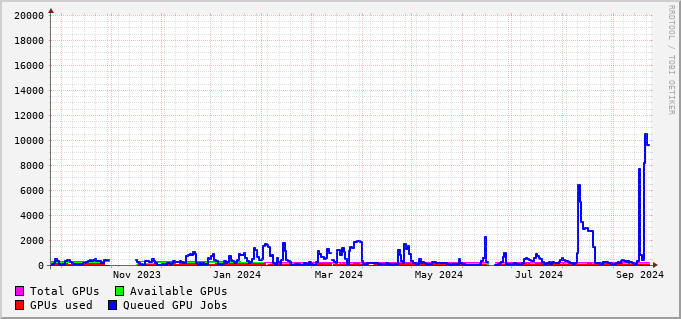 20000
18000
16000
14000
12000
10000
8000
6000
4000
2000
0
Nov 2023 Jan 2024 Mar 2024 May 2024 Jul 2024 Sep 2024
Total GPUs Available GPUs
GPUs used Queued GPU Jobs
RRDTOOL / TOBI OETIKER